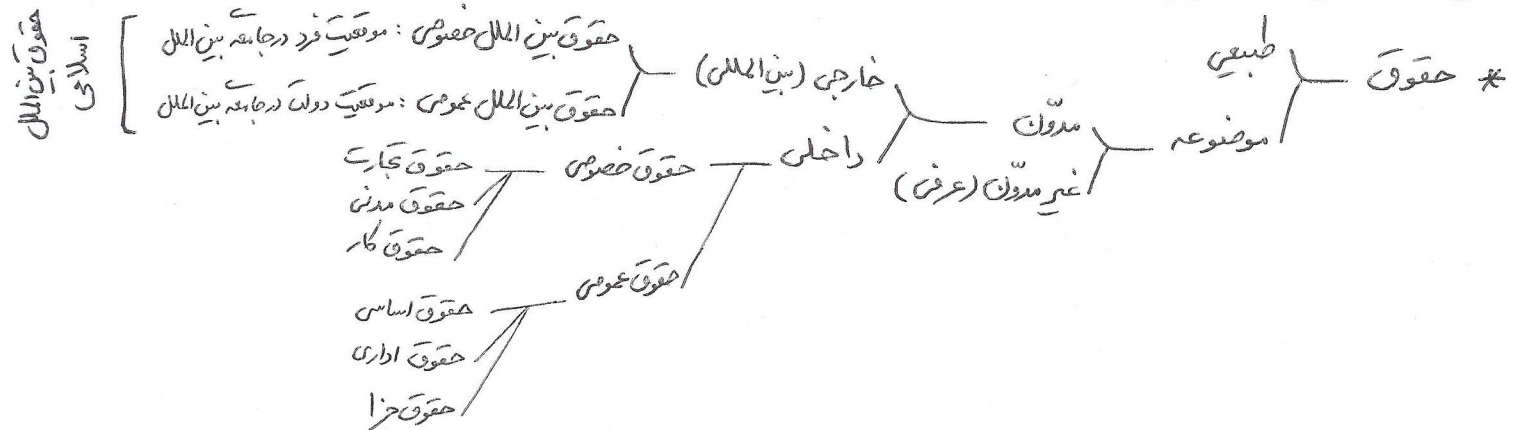 * حقوق
طبیعی
موضوعه
مدوّن
غیر مدوّن (عرفی)
خارجی (بین المللی)
داخلی
حقوق بین الملل خصوصی : موقعیت فرد در جامعه بین الملل
حقوق بین الملل عمومی : موقعیت دولت در جامعه بین الملل
حقوق بین الملل
اسلامی
حقوق خصوصی
حقوق تجارت
حقوق مدنی
حقوق کار
حقوق عمومی
حقوق اساسی
حقوق اداری
حقوق جزا